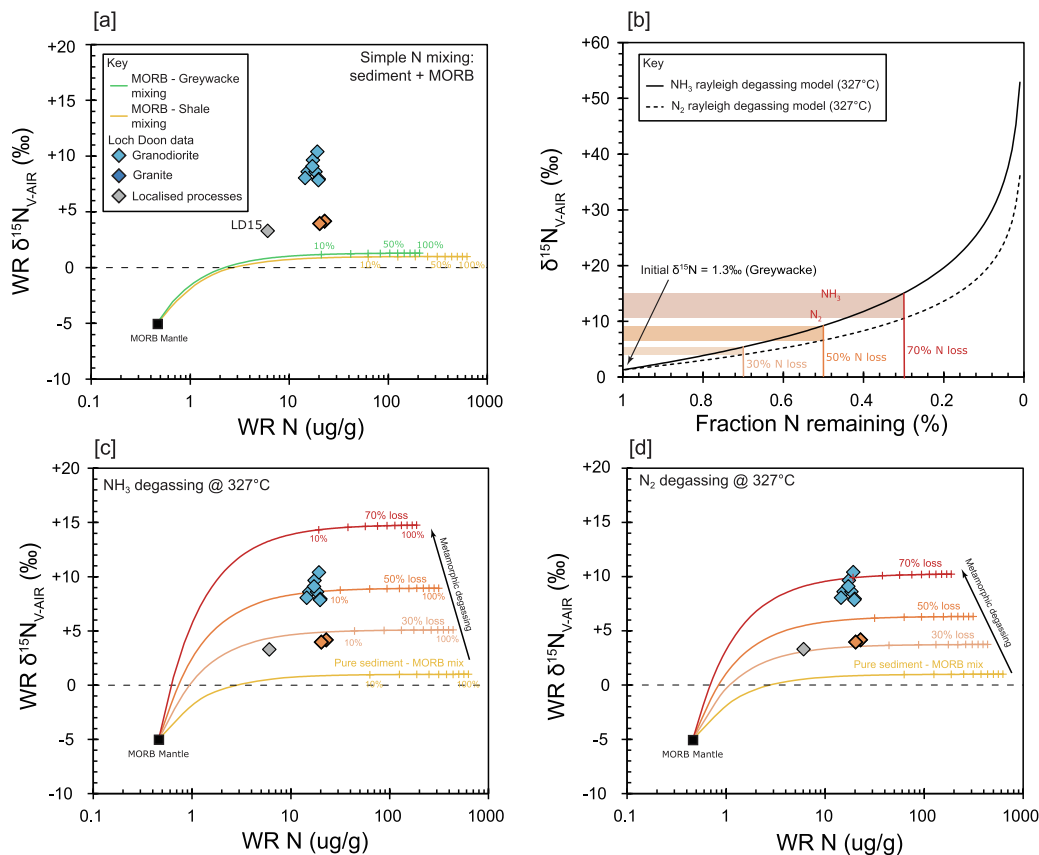 [a]
+20
+15
+10
+5
0
-5
-10
WR δ¹⁵N V-AIR (‰)
Simple N mixing:
sediment + MORB
Key
MORB - Greywacke
mixing
MORB - Shale
mixing
Loch Doon data
Granodiorite
Granite
Localised processes
LD15
10%
50%
100%
10%
50%
100%
MORB Mantle
0.1
1
10
100
1000
WR N (ug/g)
[b]
+60
+50
+40
+30
+20
+10
0
δ¹⁵N V-AIR (‰)
Key
NH₃ rayleigh degassing model (327°C)
N₂ rayleigh degassing model (327°C)
Initial δ¹⁵N = 1.3‰ (Greywacke)
NH₃
N₂
30% N loss
50% N loss
70% N loss
1
0.8
0.6
0.4
0.2
0
Fraction N remaining (%)
[c]
+20
+15
+10
+5
0
-5
-10
WR δ¹⁵N V-AIR (‰)
NH₃ degassing @ 327°C
70% loss
10%
100%
50% loss
10%
100%
30% loss
10%
100%
Pure sediment - MORB mix
10%
100%
Metamorphic degassing
MORB Mantle
0.1
1
10
100
1000
WR N (ug/g)
[d]
+20
+15
+10
+5
0
-5
-10
WR δ¹⁵N V-AIR (‰)
N₂ degassing @ 327°C
70% loss
50% loss
30% loss
Pure sediment - MORB mix
Metamorphic degassing
MORB Mantle
0.1
1
10
100
1000
WR N (ug/g)